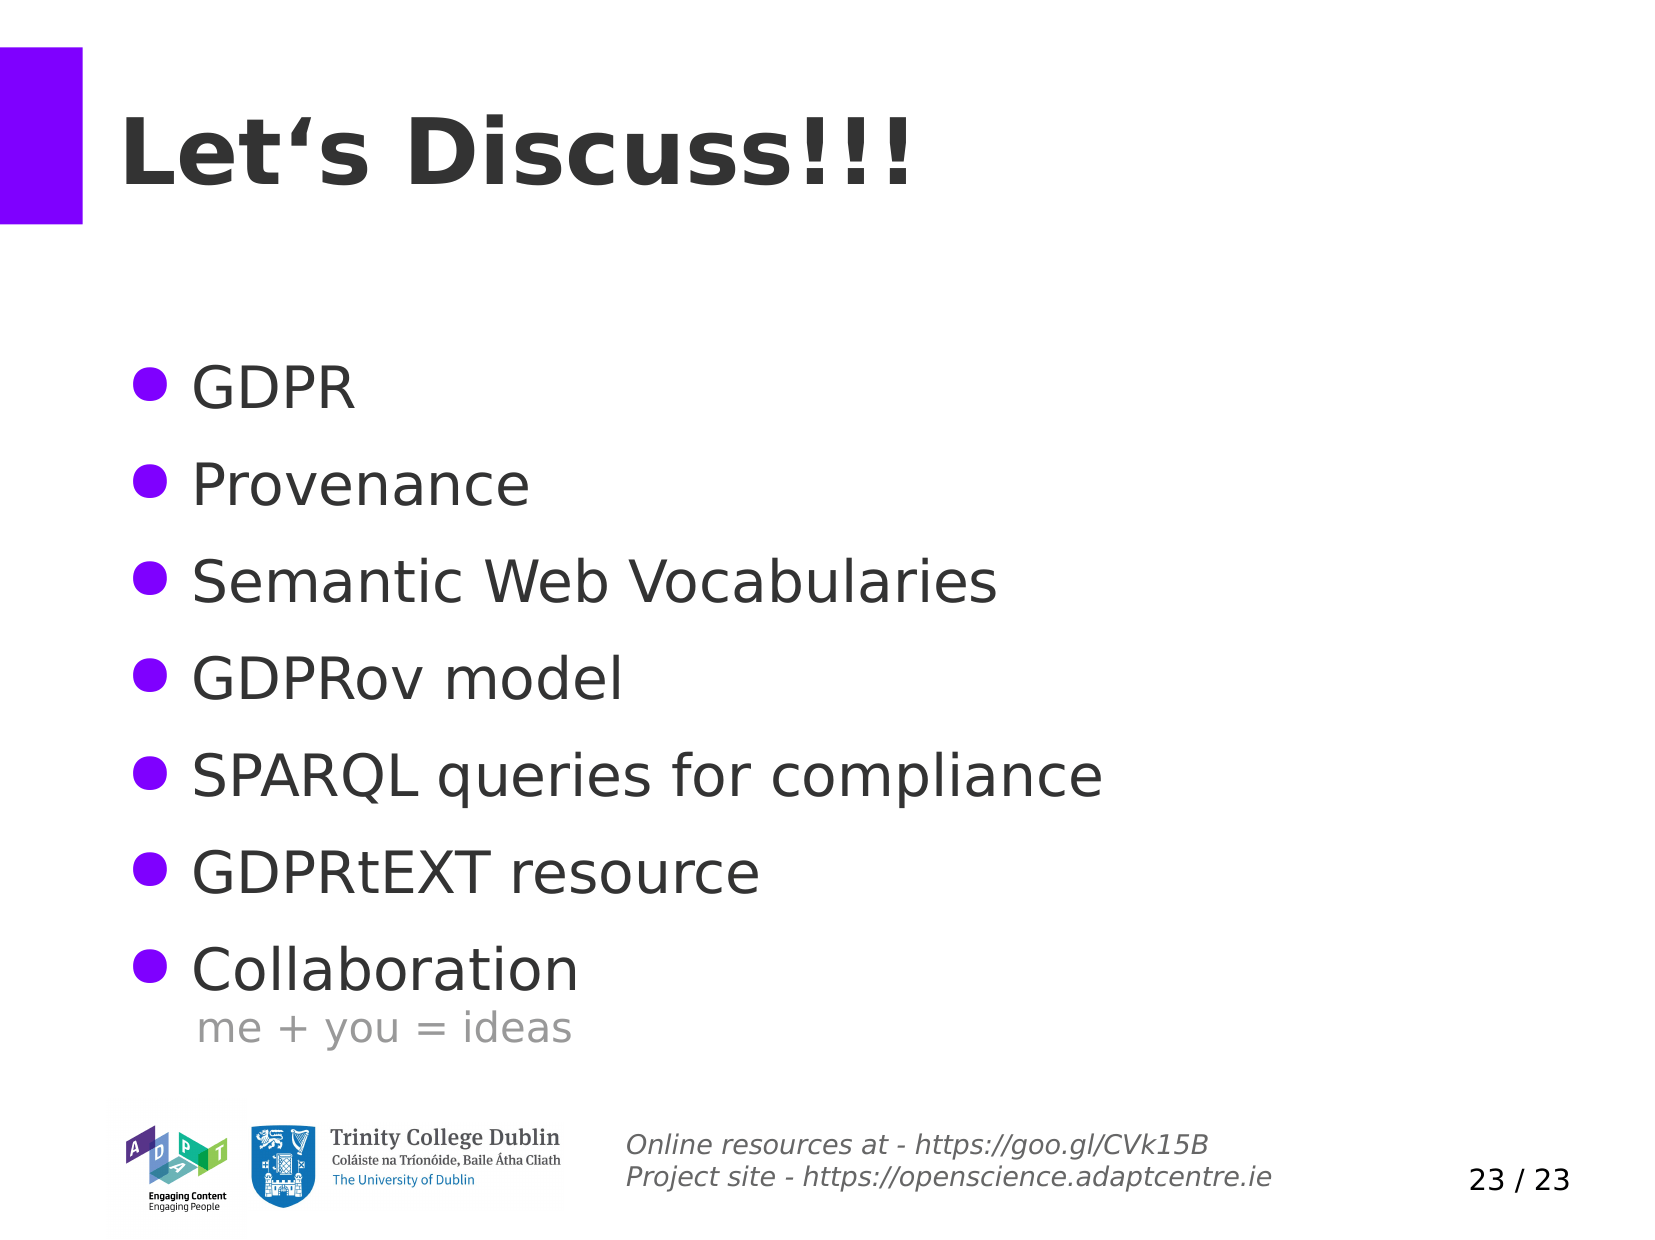 Let‘s Discuss!!!
● GDPR
● Provenance
● Semantic Web Vocabularies
● GDPRov model
● SPARQL queries for compliance
● GDPRtEXT resource
● Collaboration
me + you = ideas
ADAPT
Engaging Content
Engaging People
Trinity College Dublin
Coláiste na Tríonóide, Baile Átha Cliath
The University of Dublin
Online resources at - https://goo.gl/CVk15B
Project site - https://openscience.adaptcentre.ie
23 / 23